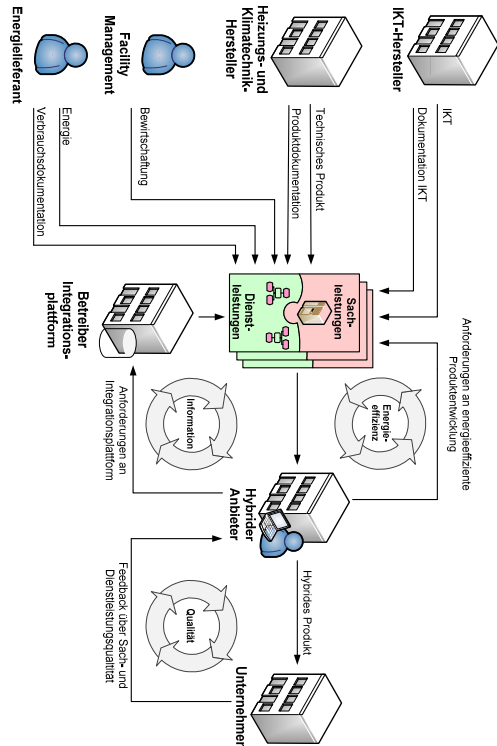 IKT-Hersteller
IKT
Dokumentation IKT
Heizungs- und
Klimatechnik-
Hersteller
Technisches Produkt
Produktdokumentation
Facility
Management
Bewirtschaftung
Energielieferant
Energie
Verbrauchsdokumentation
Sach-
leistungen
Dienst-
leistungen
Betreiber
Integrations-
plattform
Anforderungen an energieeffiziente
Produktentwicklung
Energie-
effizienz
Information
Anforderungen an
Integrationsplattform
Hybrider
Anbieter
Hybrides Produkt
Qualität
Feedback über Sach- und
Dienstleistungsqualtität
Unternehmen